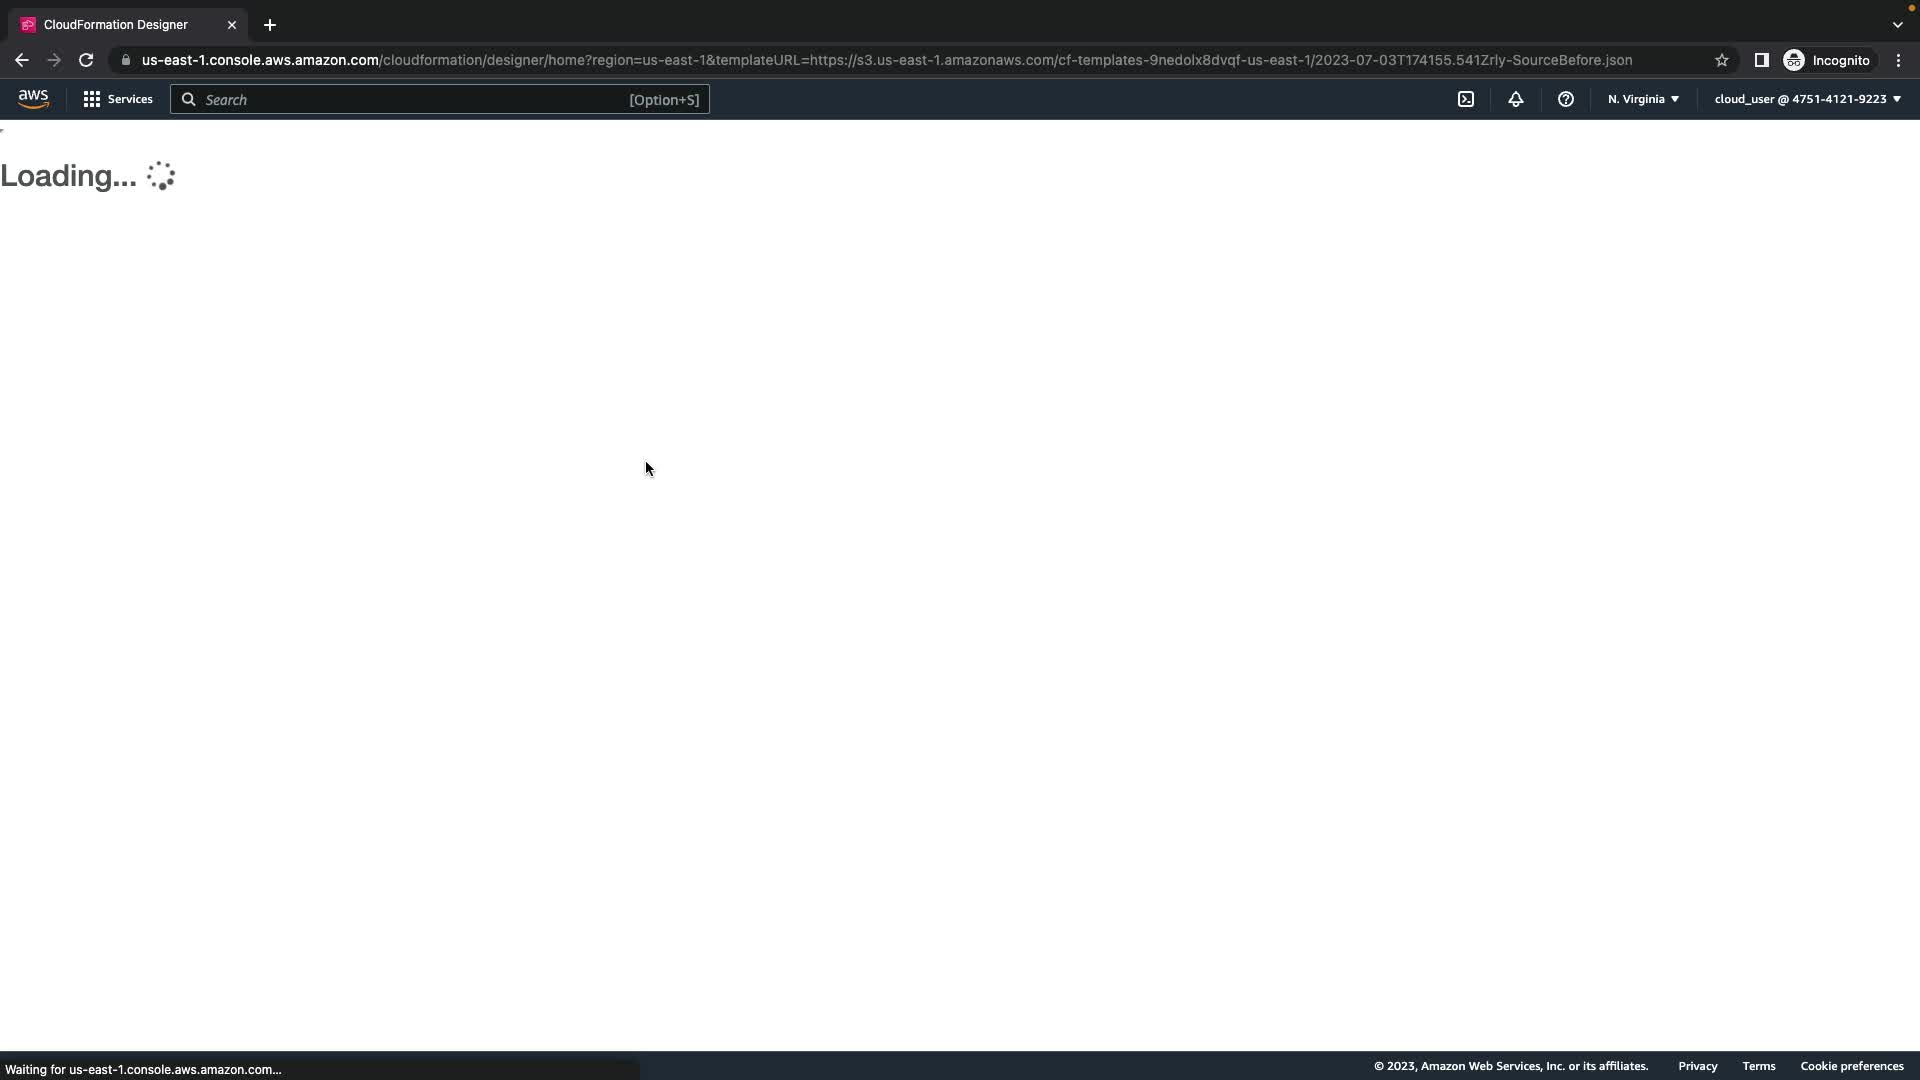 CloudFormation Designer
us-east-1.console.aws.amazon.com/cloudformation/designer/home?region=us-east-1&templateURL=https://s3.us-east-1.amazonaws.com/cf-templates-9nedolx8dvqf-us-east-1/2023-07-03T174155.541Zrly-SourceBefore.json
Incognito
aws
Services
Search
[Option+S]
N. Virginia
cloud_user @ 4751-4121-9223
Loading...
Waiting for us-east-1.console.aws.amazon.com...
© 2023, Amazon Web Services, Inc. or its affiliates.
Privacy
Terms
Cookie preferences